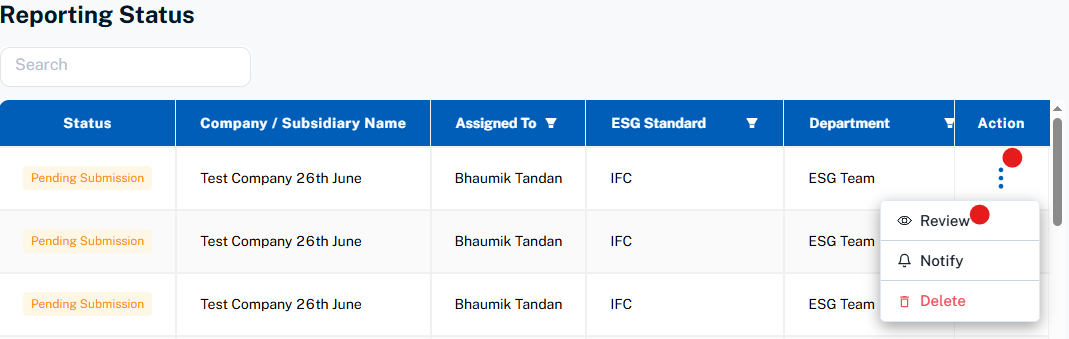 Reporting Status
Search
Status Company / Subsidiary Name Assigned To ESG Standard Department Action
Pending Submission Test Company 26th June Bhaumik Tandan IFC ESG Team
Review
Pending Submission Test Company 26th June Bhaumik Tandan IFC ESG Team
Notify
Pending Submission Test Company 26th June Bhaumik Tandan IFC ESG Team
Delete